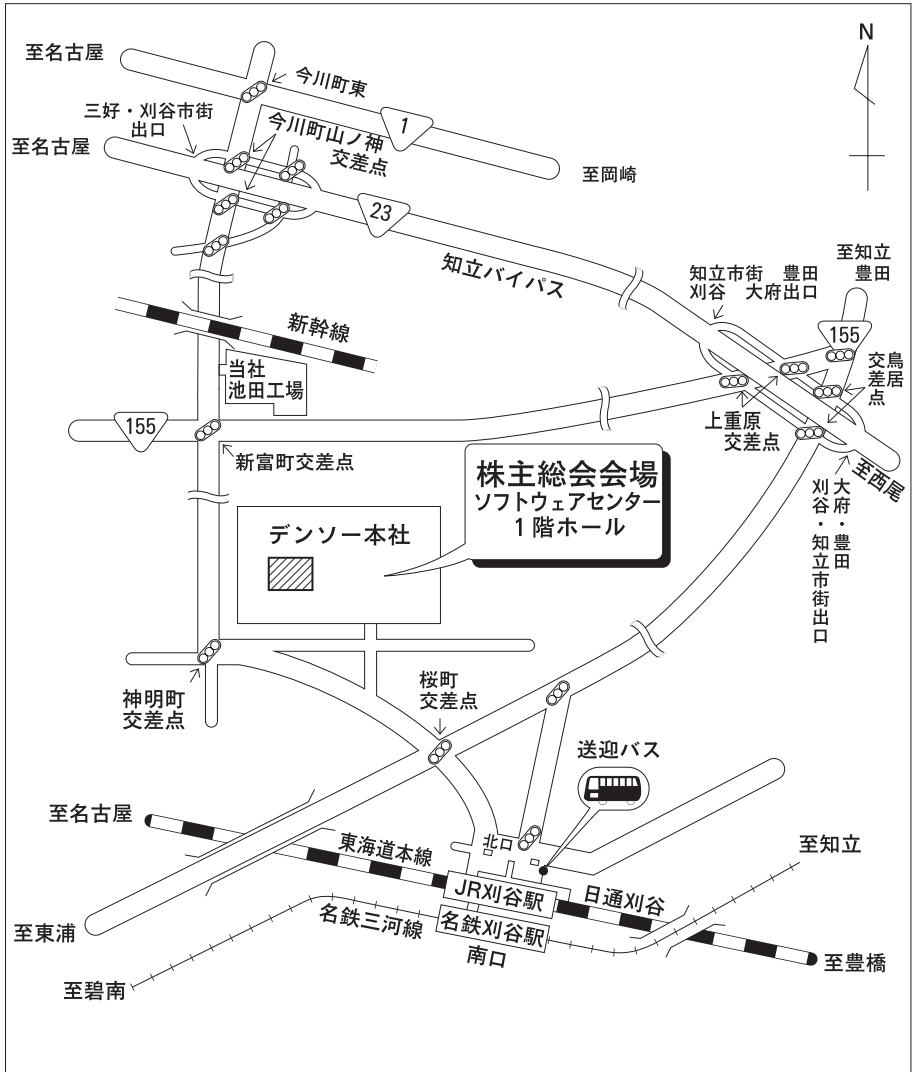 N
至名古屋
今川町東
三好・刈谷市街
出口
1
今川町山ノ神
交差点
至名古屋
至岡崎
23
知立バイパス
至知立
豊田
知立市街 豊田
刈谷 大府出口
155
新幹線
当社
池田工場
鳥居
交差点
上重原
交差点
155
新富町交差点
至西尾
株主総会会場
ソフトウェアセンター
1階ホール
大府・豊田
刈谷・知立市街出口
デンソー本社
神明町
交差点
桜町
交差点
送迎バス
至名古屋
北口
東海道本線
至知立
JR刈谷駅
日通刈谷
名鉄三河線
名鉄刈谷駅
南口
至東浦
至碧南
至豊橋